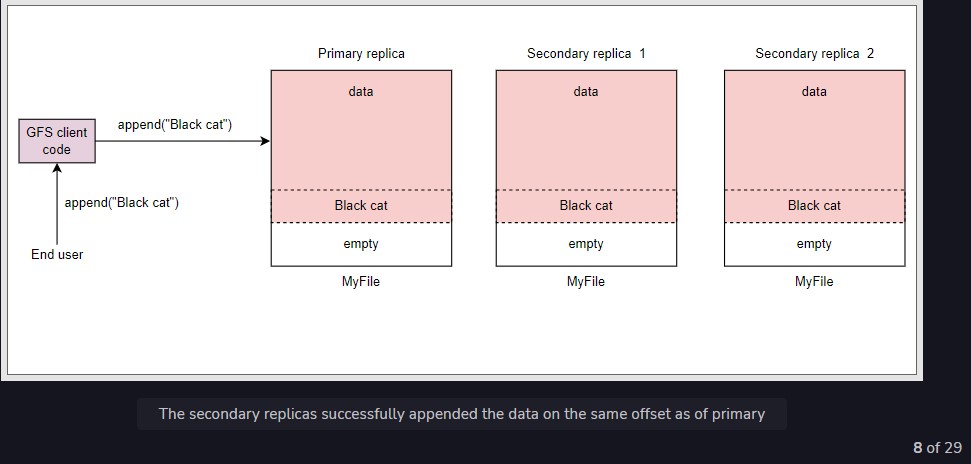 Primary replica
Secondary replica 1
Secondary replica 2
data
data
data
GFS client
code
append("Black cat")
append("Black cat")
End user
Black cat
Black cat
Black cat
empty
empty
empty
MyFile
MyFile
MyFile
The secondary replicas successfully appended the data on the same offset as of primary
8 of 29